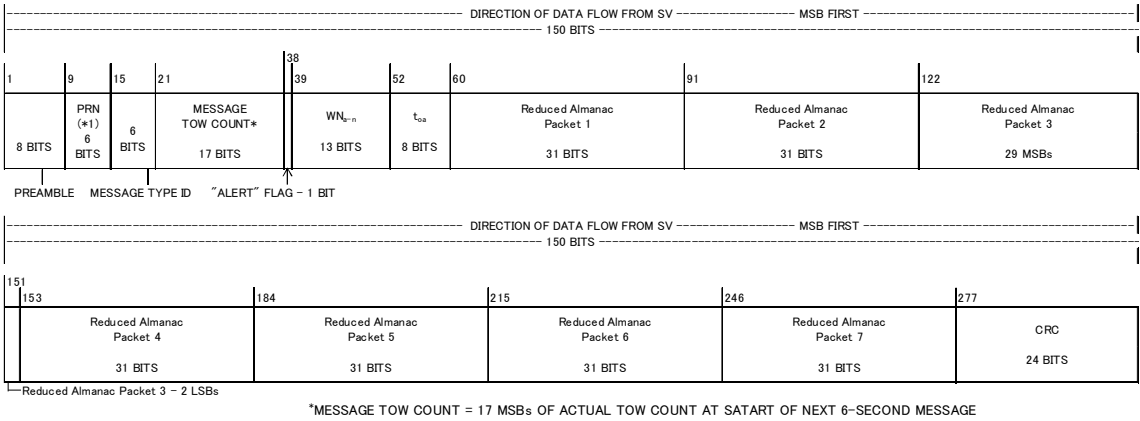 DIRECTION OF DATA FLOW FROM SV MSB FIRST
150 BITS
38
1 9 15 21 39 52 60 91 122
8 BITS
PRN
(*1)
6
BITS
6
BITS
MESSAGE
TOW COUNT*
17 BITS
WNa-n
13 BITS
toa
8 BITS
Reduced Almanac
Packet 1
31 BITS
Reduced Almanac
Packet 2
31 BITS
Reduced Almanac
Packet 3
29 MSBs
PREAMBLE MESSAGE TYPE ID "ALERT" FLAG - 1 BIT
DIRECTION OF DATA FLOW FROM SV MSB FIRST
150 BITS
151
153 184 215 246 277
Reduced Almanac
Packet 4
31 BITS
Reduced Almanac
Packet 5
31 BITS
Reduced Almanac
Packet 6
31 BITS
Reduced Almanac
Packet 7
31 BITS
CRC
24 BITS
Reduced Almanac Packet 3 - 2 LSBs
*MESSAGE TOW COUNT = 17 MSBs OF ACTUAL TOW COUNT AT SATART OF NEXT 6-SECOND MESSAGE